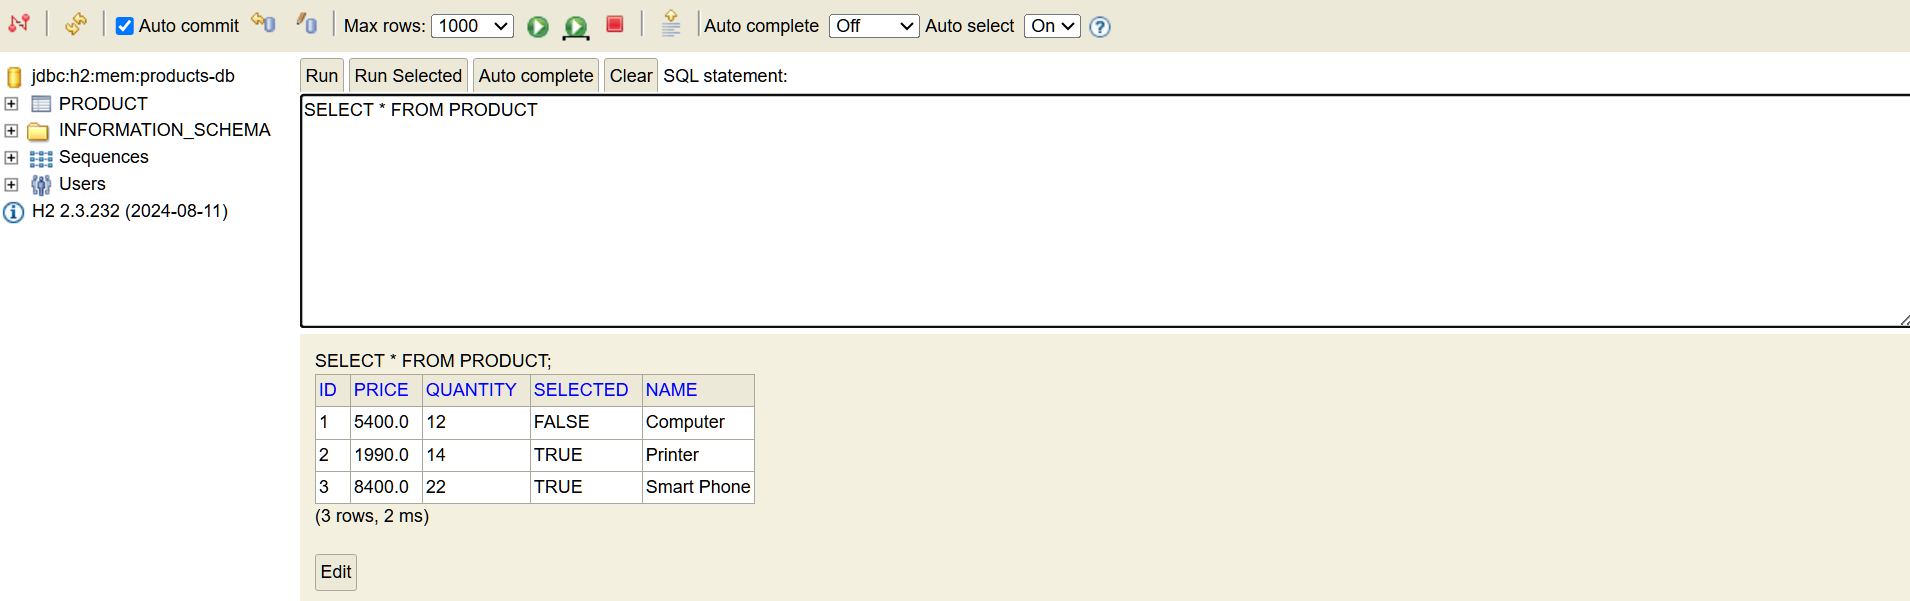 Auto commit Max rows: 1000 Auto complete Off Auto select On ?
jdbc:h2:mem:products-db
PRODUCT
INFORMATION_SCHEMA
Sequences
Users
H2 2.3.232 (2024-08-11)
Run Run Selected Auto complete Clear SQL statement:
SELECT * FROM PRODUCT
SELECT * FROM PRODUCT;
ID PRICE QUANTITY SELECTED NAME
1 5400.0 12 FALSE Computer
2 1990.0 14 TRUE Printer
3 8400.0 22 TRUE Smart Phone
(3 rows, 2 ms)
Edit